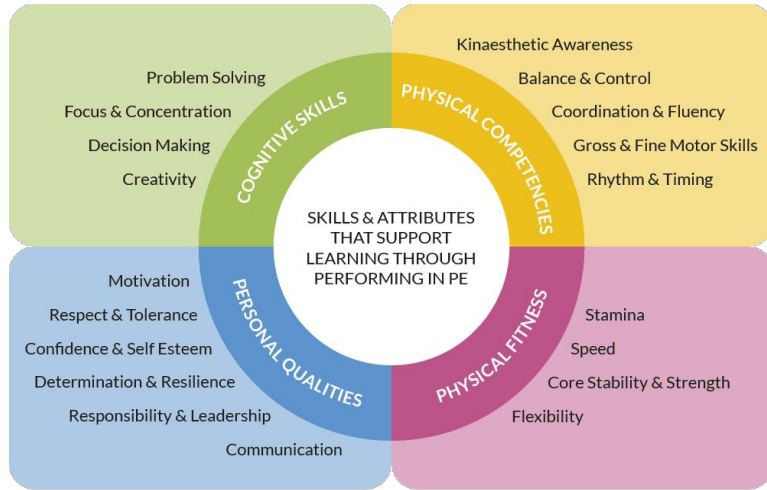 COGNITIVE SKILLS
Problem Solving
Focus & Concentration
Decision Making
Creativity
PHYSICAL COMPETENCIES
Kinaesthetic Awareness
Balance & Control
Coordination & Fluency
Gross & Fine Motor Skills
Rhythm & Timing
SKILLS & ATTRIBUTES
THAT SUPPORT
LEARNING THROUGH
PERFORMING IN PE
PERSONAL QUALITIES
Motivation
Respect & Tolerance
Confidence & Self Esteem
Determination & Resilience
Responsibility & Leadership
Communication
PHYSICAL FITNESS
Stamina
Speed
Core Stability & Strength
Flexibility